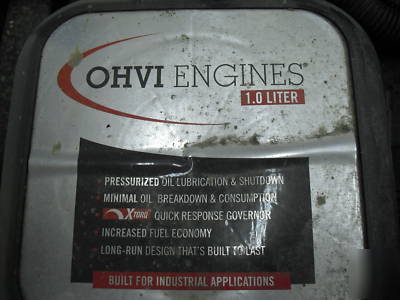 OHVI ENGINES®
1.0 LITER
· PRESSURIZED OIL LUBRICATION & SHUTDOWN
· MINIMAL OIL BREAKDOWN & CONSUMPTION
· QUICK RESPONSE GOVERNOR
· INCREASED FUEL ECONOMY
· LONG-RUN DESIGN THAT'S BUILT TO LAST
BUILT FOR INDUSTRIAL APPLICATIONS